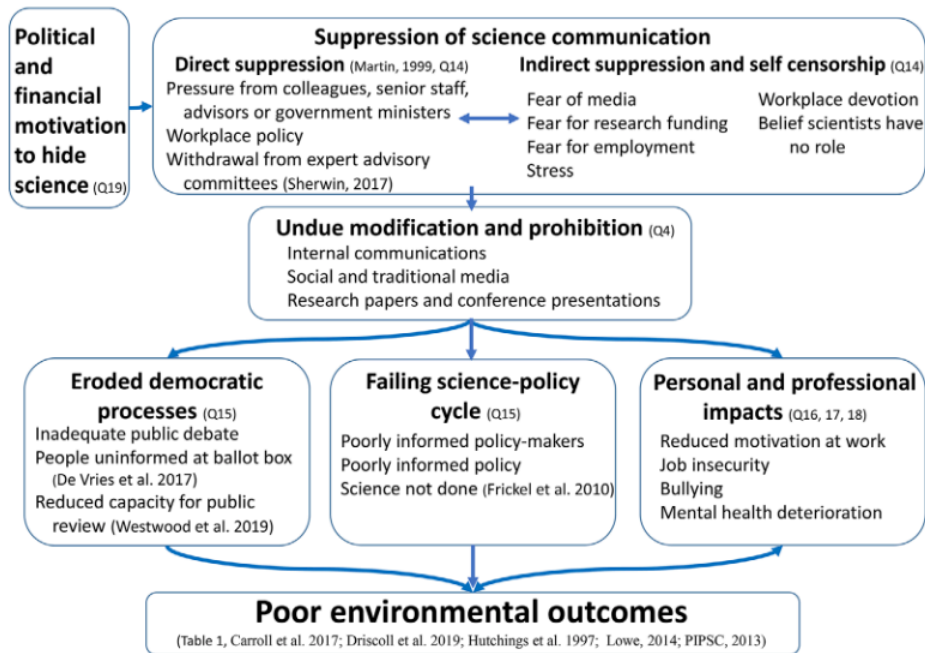 Political
and
financial
motivation
to hide
science (Q19)
Suppression of science communication
Direct suppression (Martin, 1999, Q14)
Pressure from colleagues, senior staff,
advisors or government ministers
Workplace policy
Withdrawal from expert advisory
committees (Sherwin, 2017)
Indirect suppression and self censorship (Q14)
Fear of media
Fear for research funding
Fear for employment
Stress
Workplace devotion
Belief scientists have
no role
Undue modification and prohibition (Q4)
Internal communications
Social and traditional media
Research papers and conference presentations
Eroded democratic
processes (Q15)
Inadequate public debate
People uninformed at ballot box
(De Vries et al. 2017)
Reduced capacity for public
review (Westwood et al. 2019)
Failing science-policy
cycle (Q15)
Poorly informed policy-makers
Poorly informed policy
Science not done (Frickel et al. 2010)
Personal and professional
impacts (Q16, 17, 18)
Reduced motivation at work
Job insecurity
Bullying
Mental health deterioration
Poor environmental outcomes
(Table 1, Carroll et al. 2017; Driscoll et al. 2019; Hutchings et al. 1997; Lowe, 2014; PIPSC, 2013)